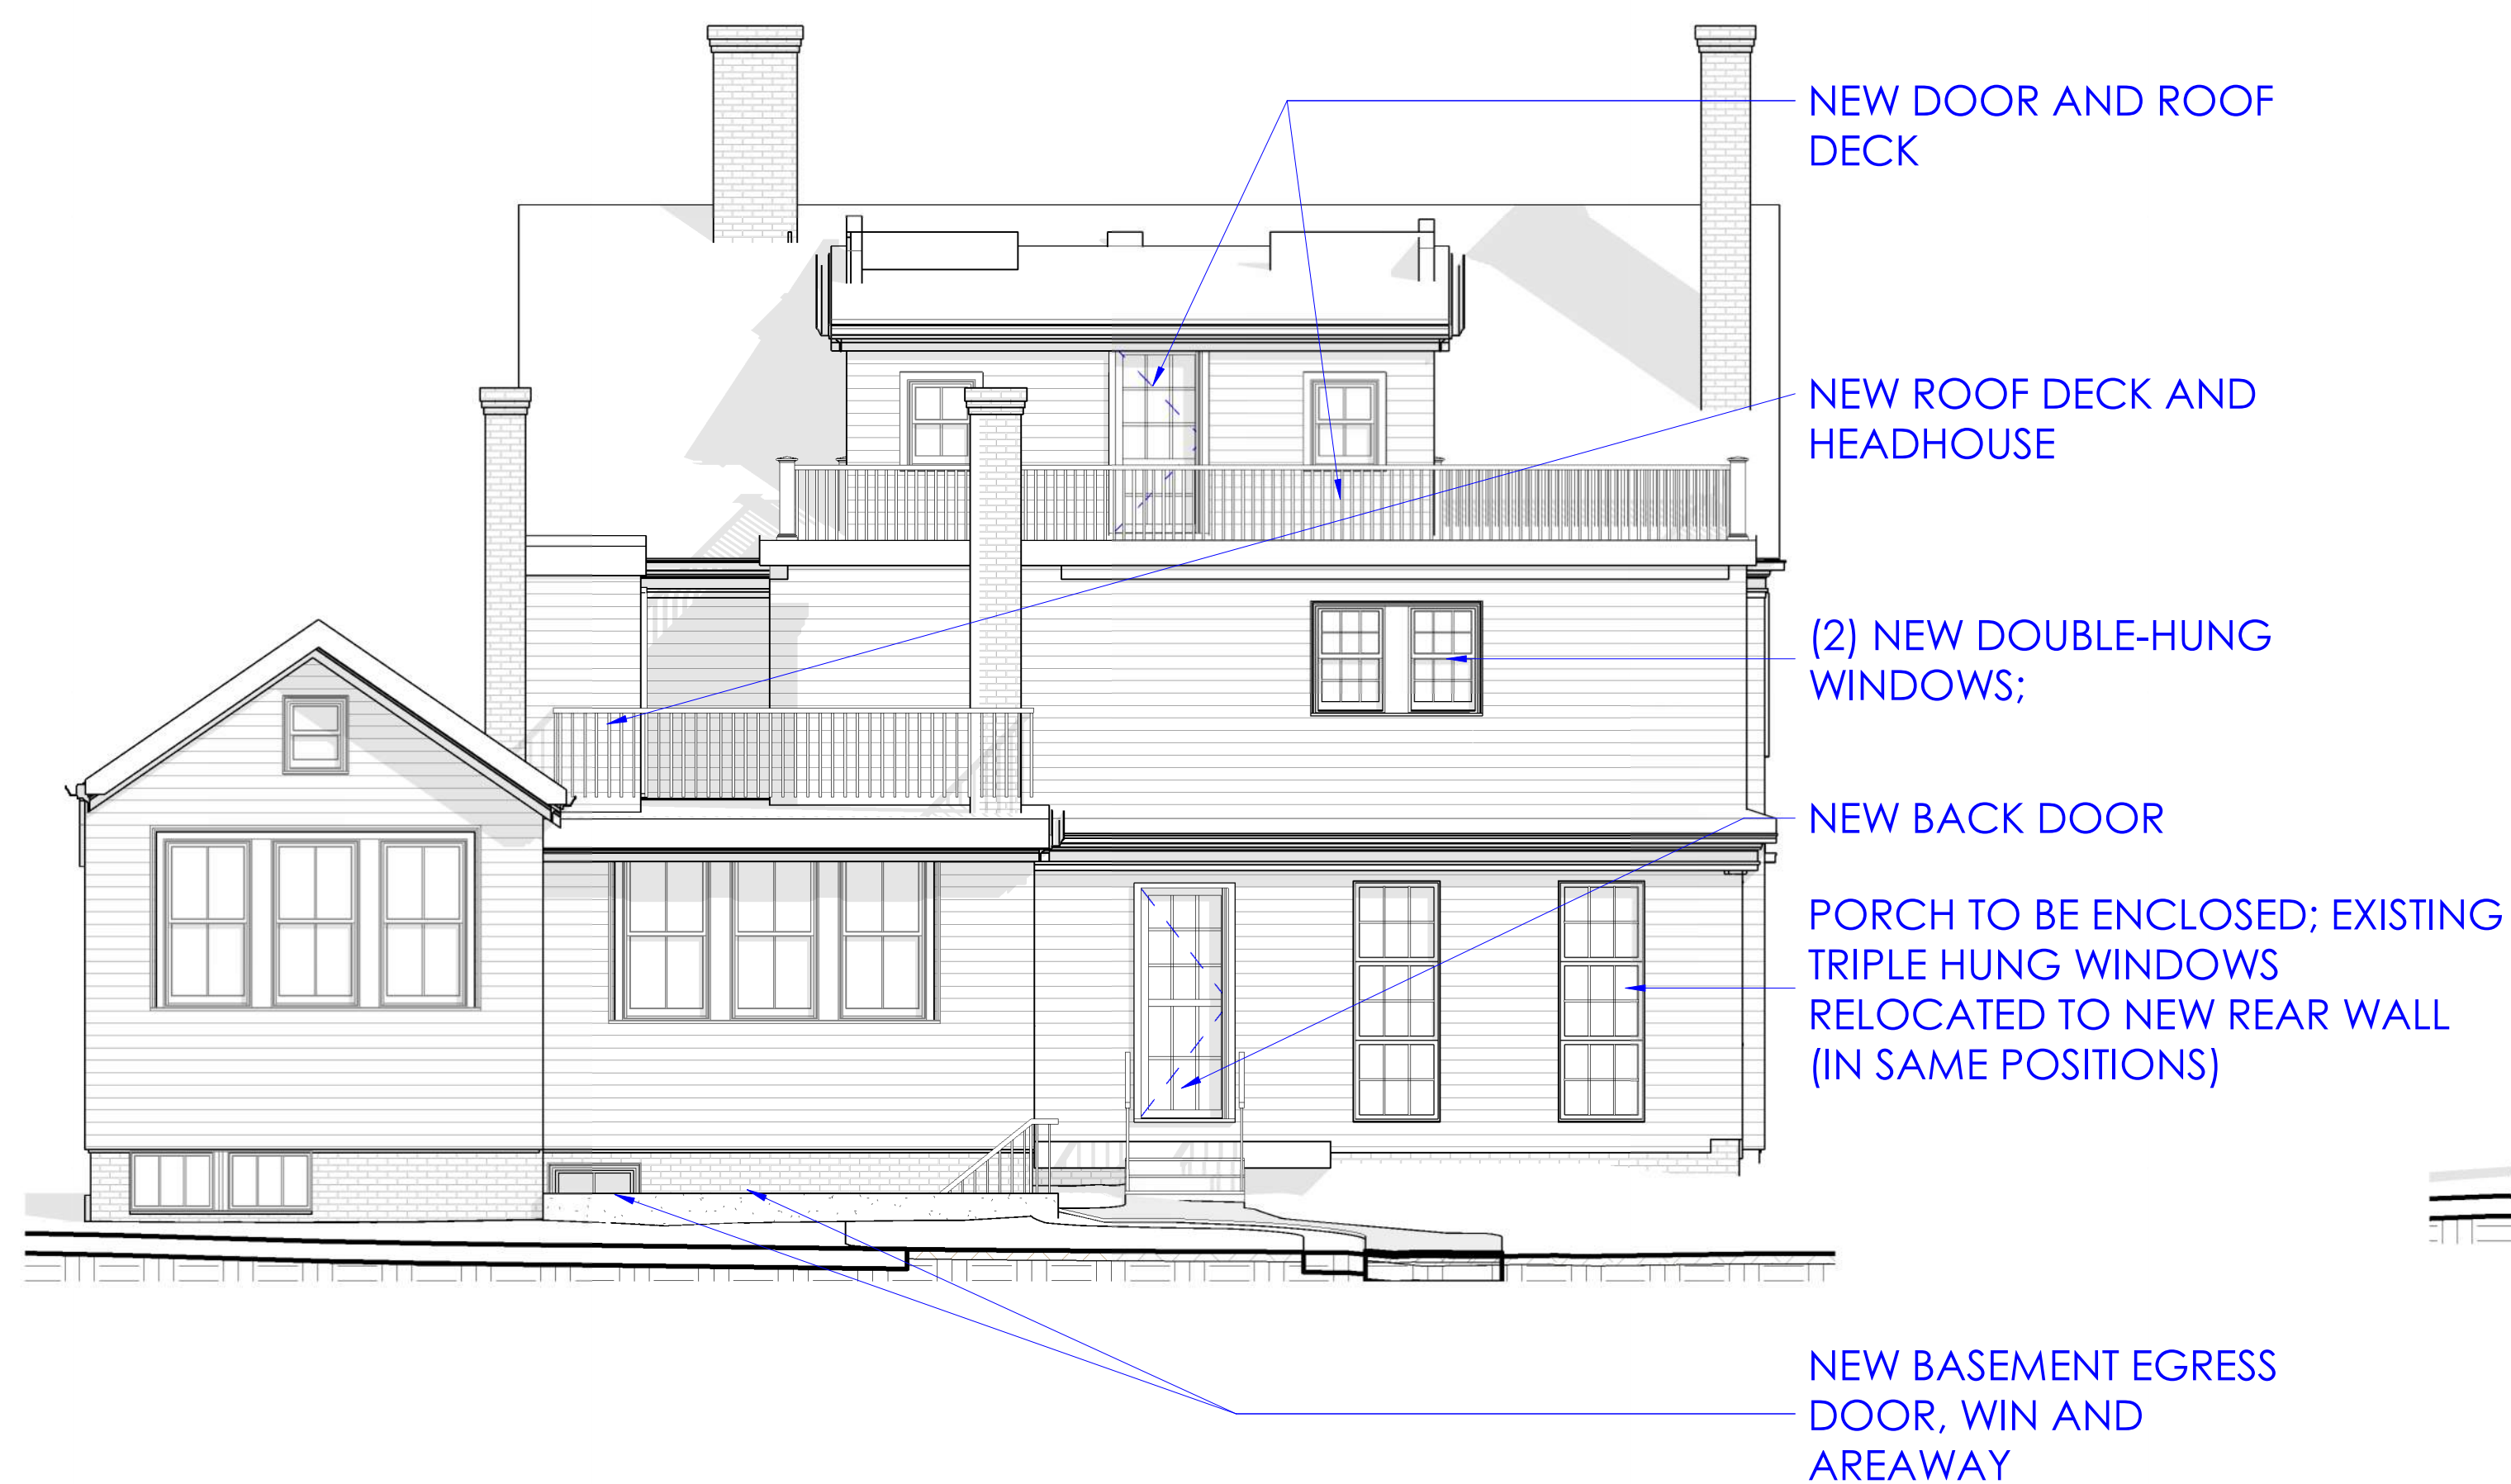 NEW DOOR AND ROOF
DECK
NEW ROOF DECK AND
HEADHOUSE
(2) NEW DOUBLE-HUNG
WINDOWS;
NEW BACK DOOR
PORCH TO BE ENCLOSED; EXISTING
TRIPLE HUNG WINDOWS
RELOCATED TO NEW REAR WALL
(IN SAME POSITIONS)
NEW BASEMENT EGRESS
DOOR, WIN AND
AREAWAY